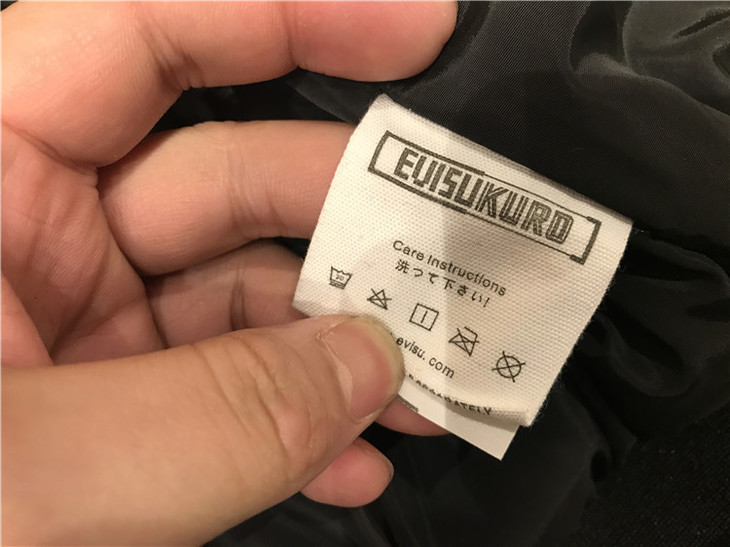 EVISUKURO
Care Instructions
洗って下さい!
evisu.com